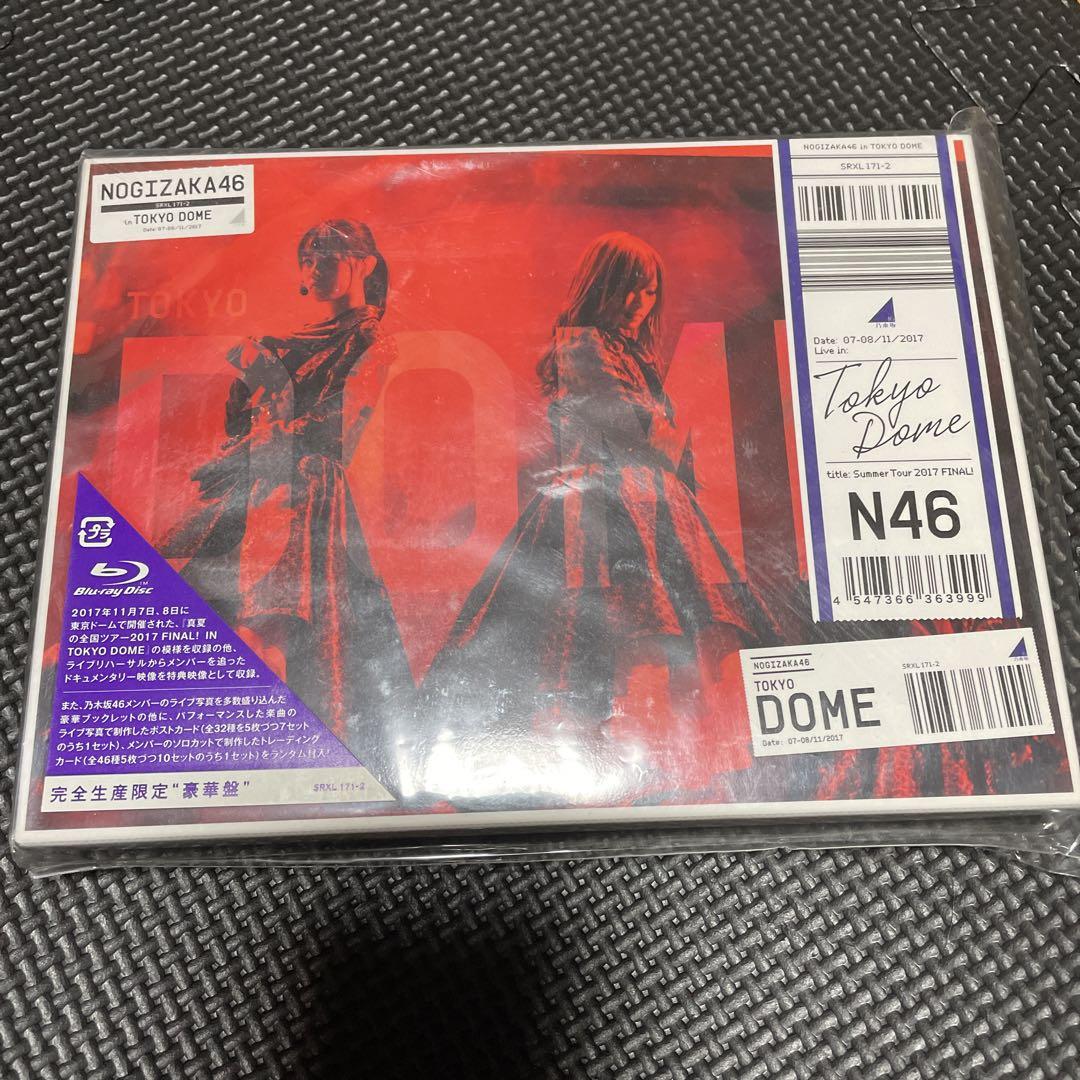 NOGIZAKA46
SRXL 171-2
in TOKYO DOME
Date: 07-08/11/2017
TOKYO
DOM
NOGIZAKA46 in TOKYO DOME
SRXL 171-2
乃木坂
Date: 07-08/11/2017
Live in:
Tokyo
Dome
title: Summer Tour 2017 FINAL!
N46
4 547366 363999
プラ
Blu-ray Disc™
2017年11月7日、8日に
東京ドームで開催された、『真夏
の全国ツアー2017 FINAL! IN
TOKYO DOME』の模様を収録の他、
ライブリハーサルからメンバーを追った
ドキュメンタリー映像を特典映像として収録。
また、乃木坂46メンバーのライブ写真を多数盛り込んだ
豪華ブックレットの他に、パフォーマンスした楽曲の
ライブ写真で制作したポストカード(全32種を5枚づつ7セット
のうち1セット)、メンバーのソロカットで制作したトレーディング
カード(全46種5枚づつ10セットのうち1セット)をランダム封入!
完全生産限定"豪華盤"
SRXL 171-2
NOGIZAKA46
SRXL 171-2
乃木坂
TOKYO
DOME
Date: 07-08/11/2017